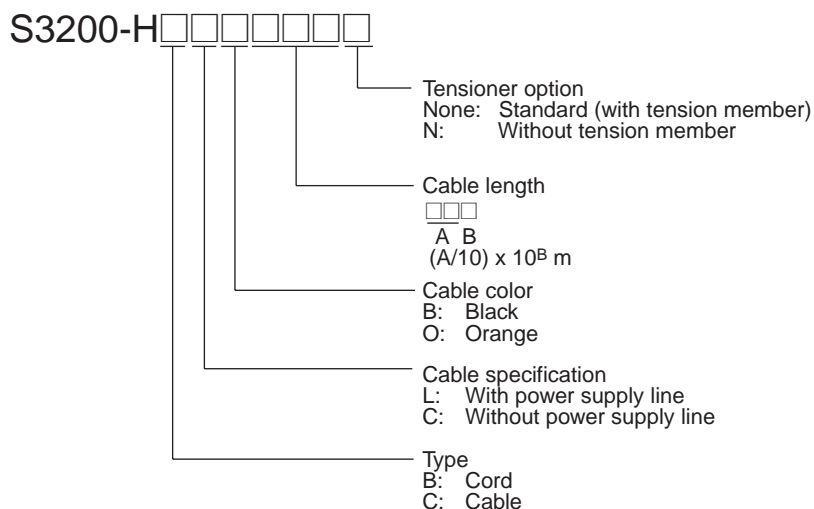 S3200-H□□□□□□□
Tensioner option
None: Standard (with tension member)
N: Without tension member
Cable length
□□□
A B
(A/10) x 10ᴮ m
Cable color
B: Black
O: Orange
Cable specification
L: With power supply line
C: Without power supply line
Type
B: Cord
C: Cable